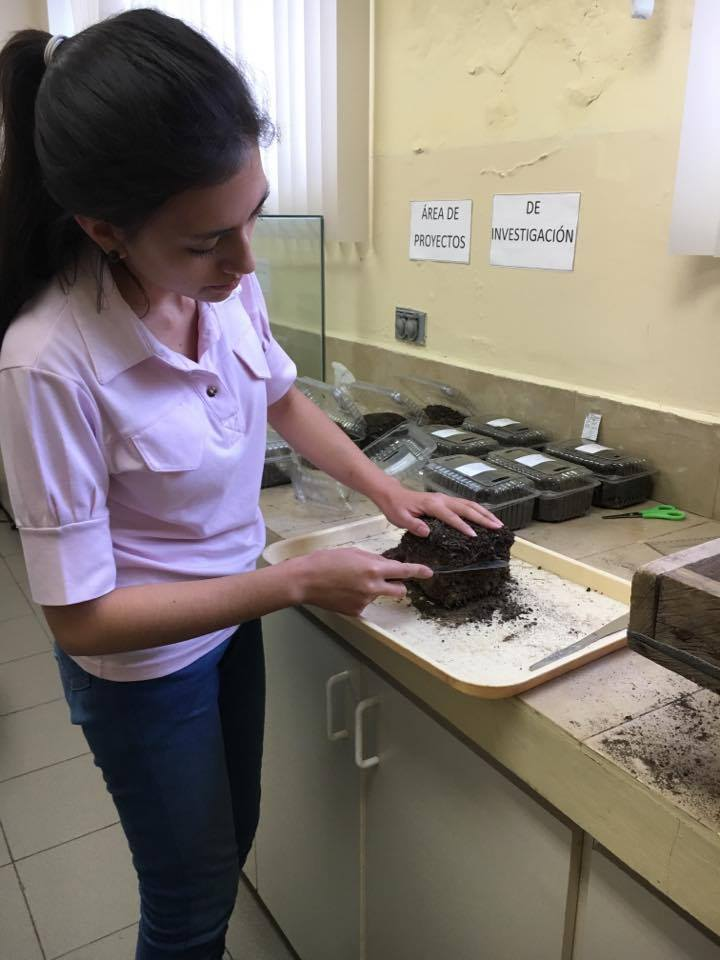 ÁREA DE
PROYECTOS
DE
INVESTIGACIÓN